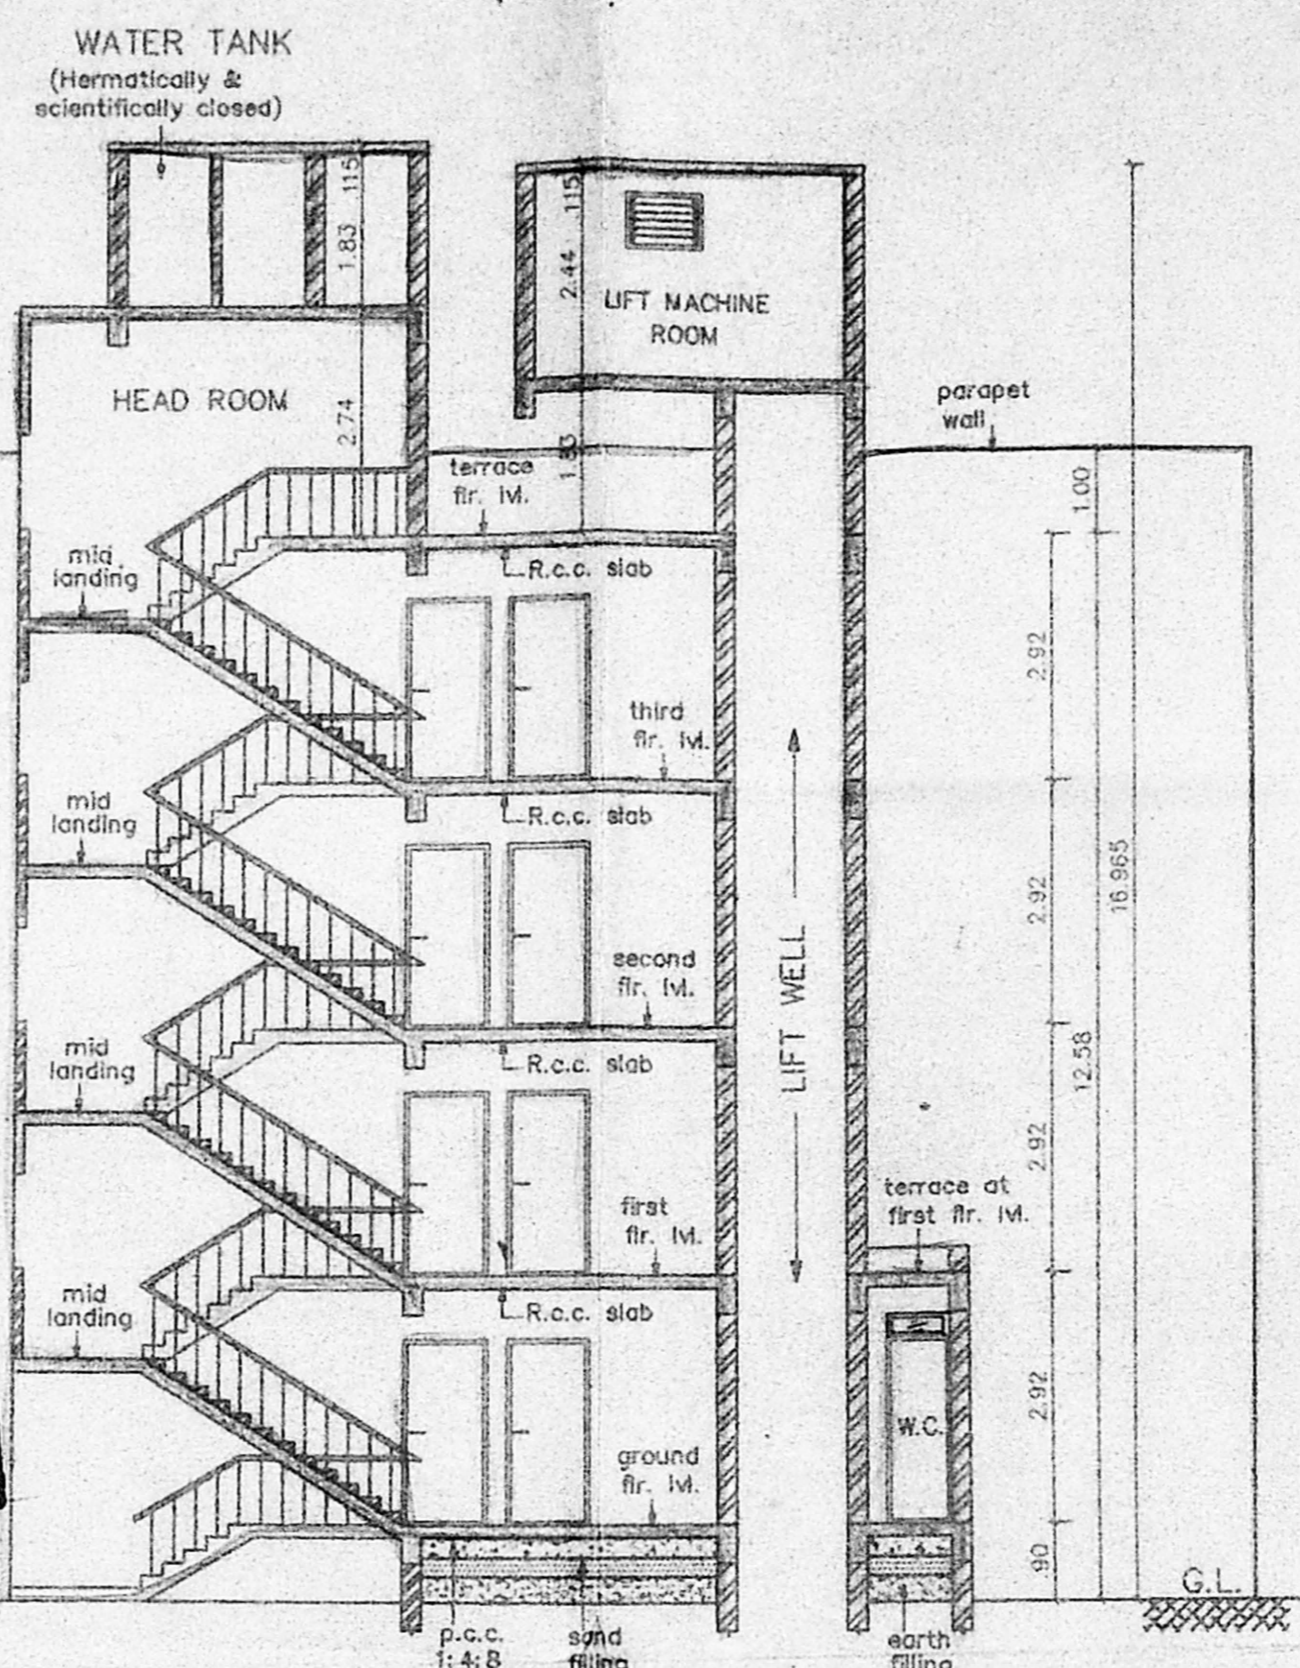 WATER TANK
(Hermatically &
scientifically closed)
.115
1.83
.115
2.44
LIFT MACHINE
ROOM
HEAD ROOM
2.74
parapet
wall
terrace
flr. lvl.
1.83
1.00
mid
landing
R.c.c. slab
2.92
third
flr. lvl.
mid
landing
R.c.c. slab
2.92
16.965
second
flr. lvl.
LIFT WELL
mid
landing
R.c.c. slab
12.58
2.92
first
flr. lvl.
terrace at
first flr. lvl.
mid
landing
R.c.c. slab
2.92
W.C.
ground
flr. lvl.
.90
G.L.
p.c.c.
1:4:8
sand
filling
earth
filling